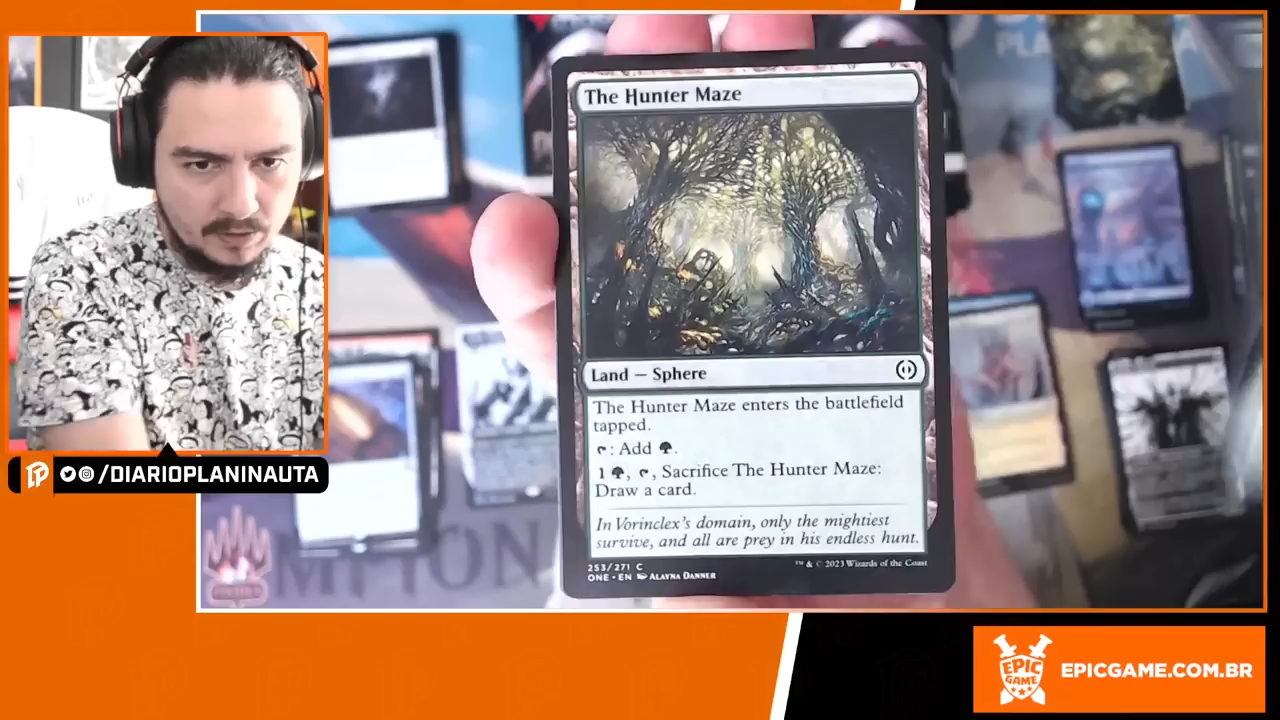 The Hunter Maze
Land — Sphere
The Hunter Maze enters the battlefield
tapped.
: Add .
1 , , Sacrifice The Hunter Maze:
Draw a card.
In Vorinclex's domain, only the mightiest
survive, and all are prey in his endless hunt.
253/271 C
ONE • EN ALAYNA DANNER
™ & © 2023 Wizards of the Coast
/DIARIOPLANINAUTA
EPIC
GAME
EPICGAME.COM.BR